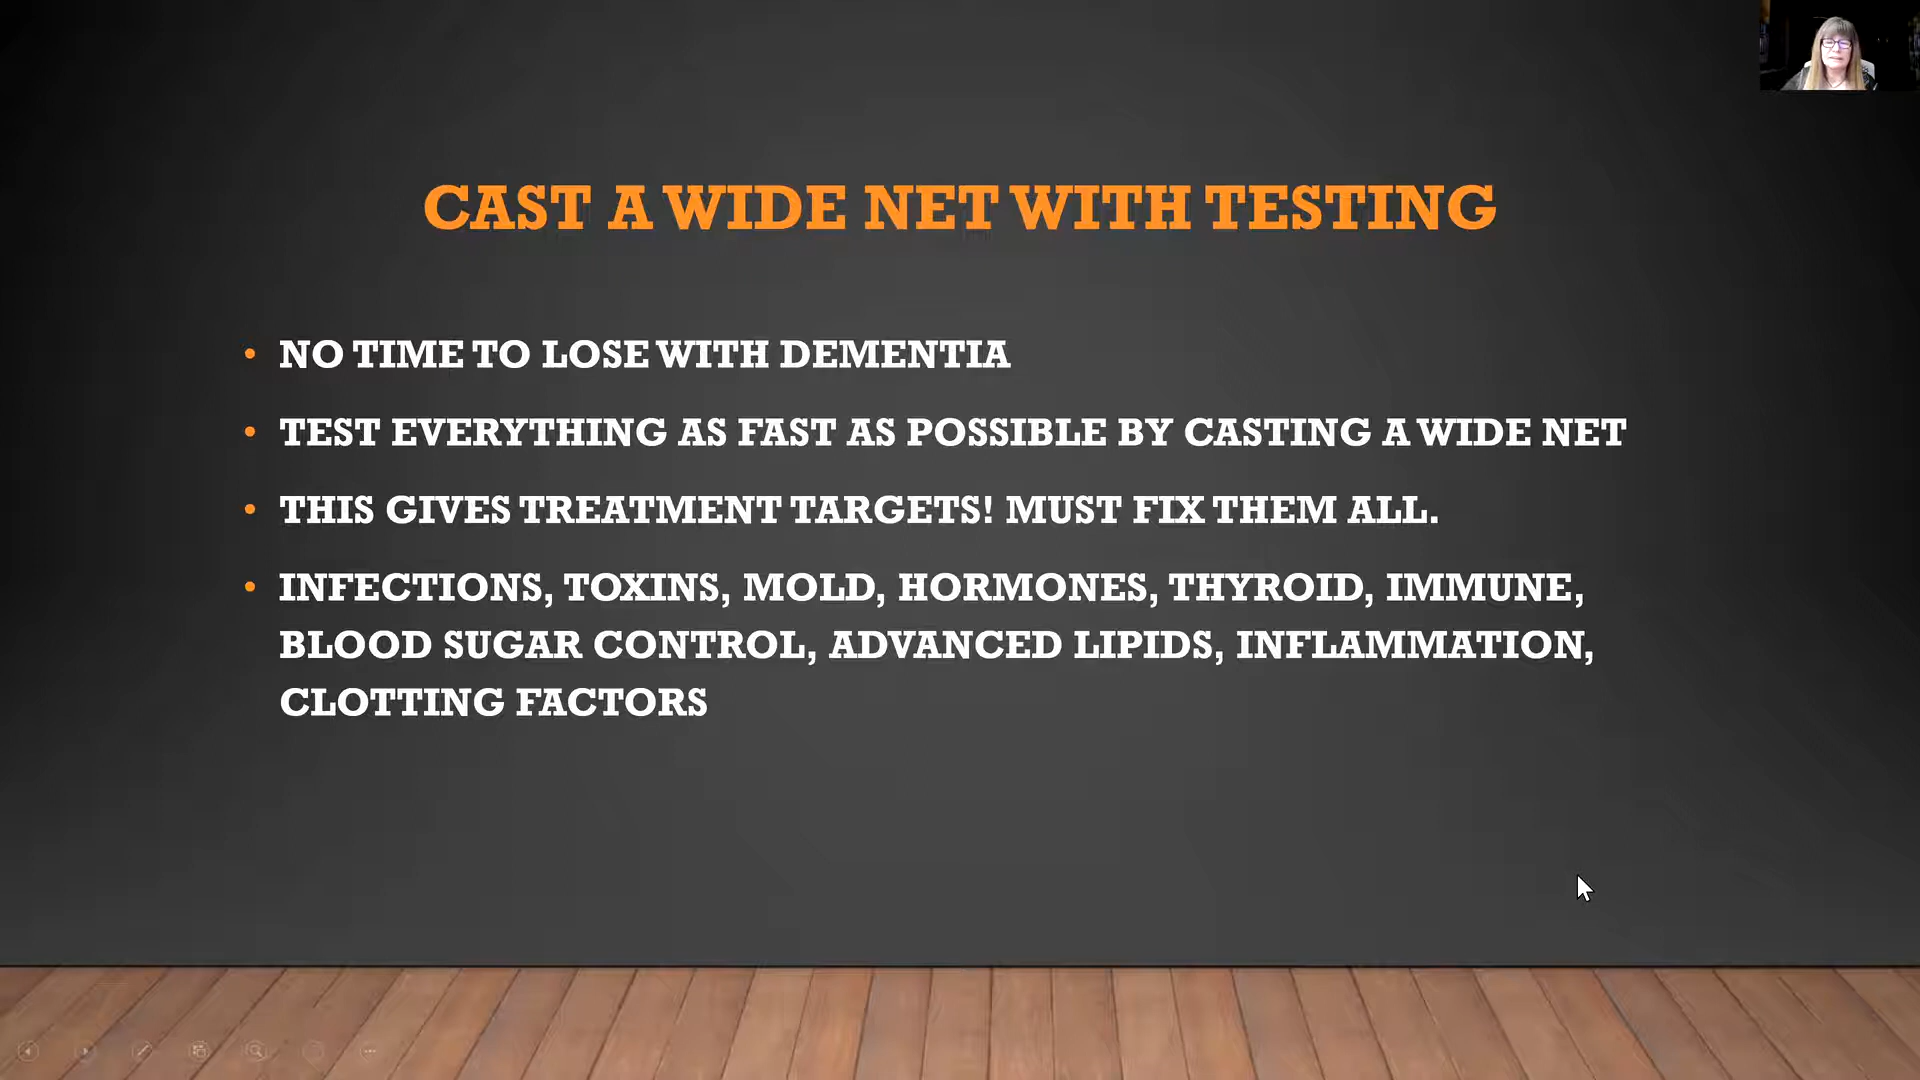 CAST A WIDE NET WITH TESTING
• NO TIME TO LOSE WITH DEMENTIA
• TEST EVERYTHING AS FAST AS POSSIBLE BY CASTING A WIDE NET
• THIS GIVES TREATMENT TARGETS! MUST FIX THEM ALL.
• INFECTIONS, TOXINS, MOLD, HORMONES, THYROID, IMMUNE,
BLOOD SUGAR CONTROL, ADVANCED LIPIDS, INFLAMMATION,
CLOTTING FACTORS